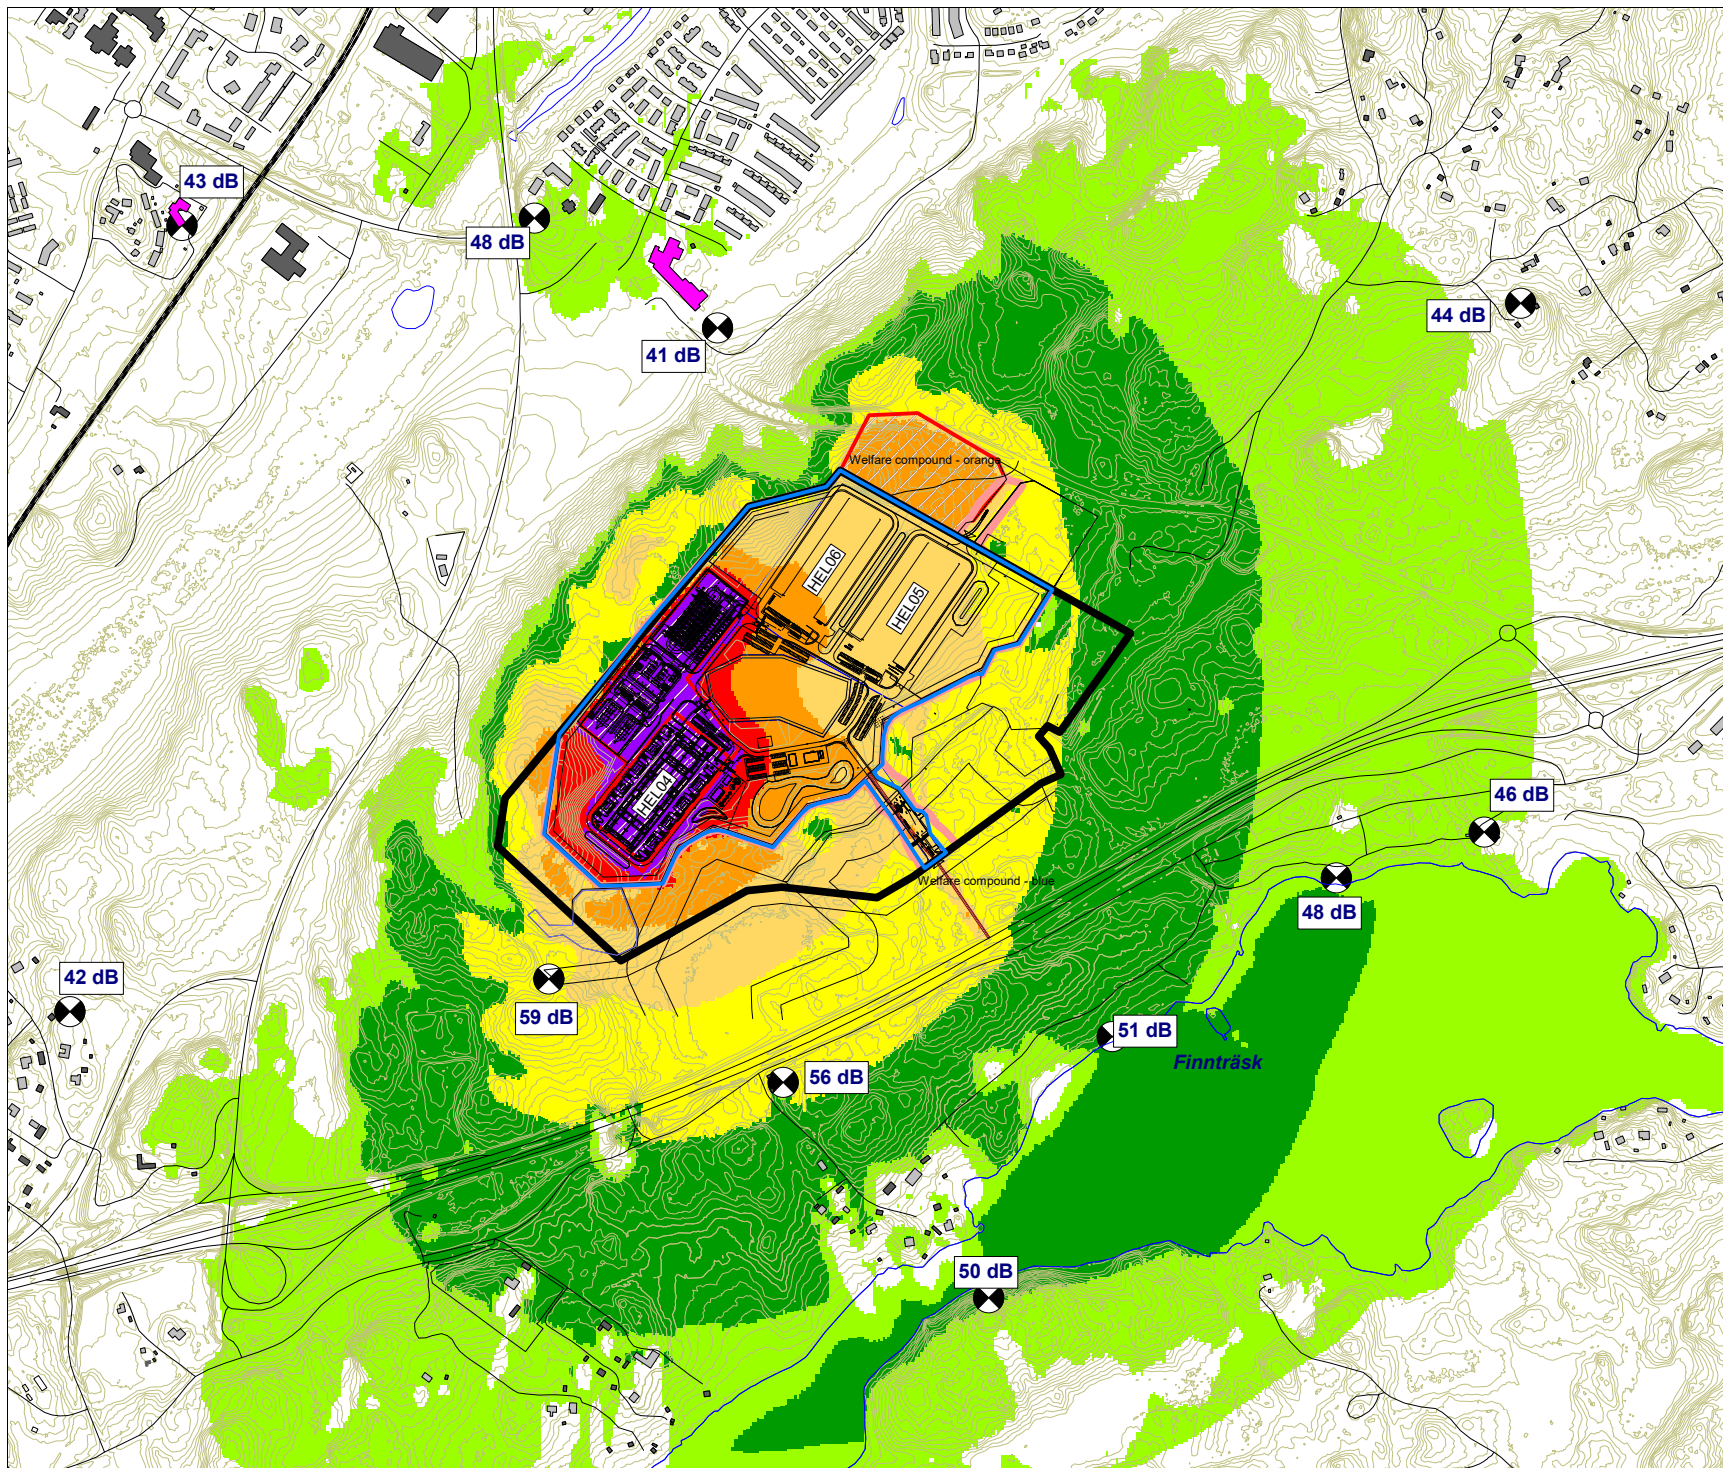 43 dB
48 dB
41 dB
44 dB
Welfare compound - orange
HEL06
HEL05
HEL04
46 dB
Welfare compound - blue
48 dB
42 dB
59 dB
51 dB
Finnträsk
56 dB
50 dB